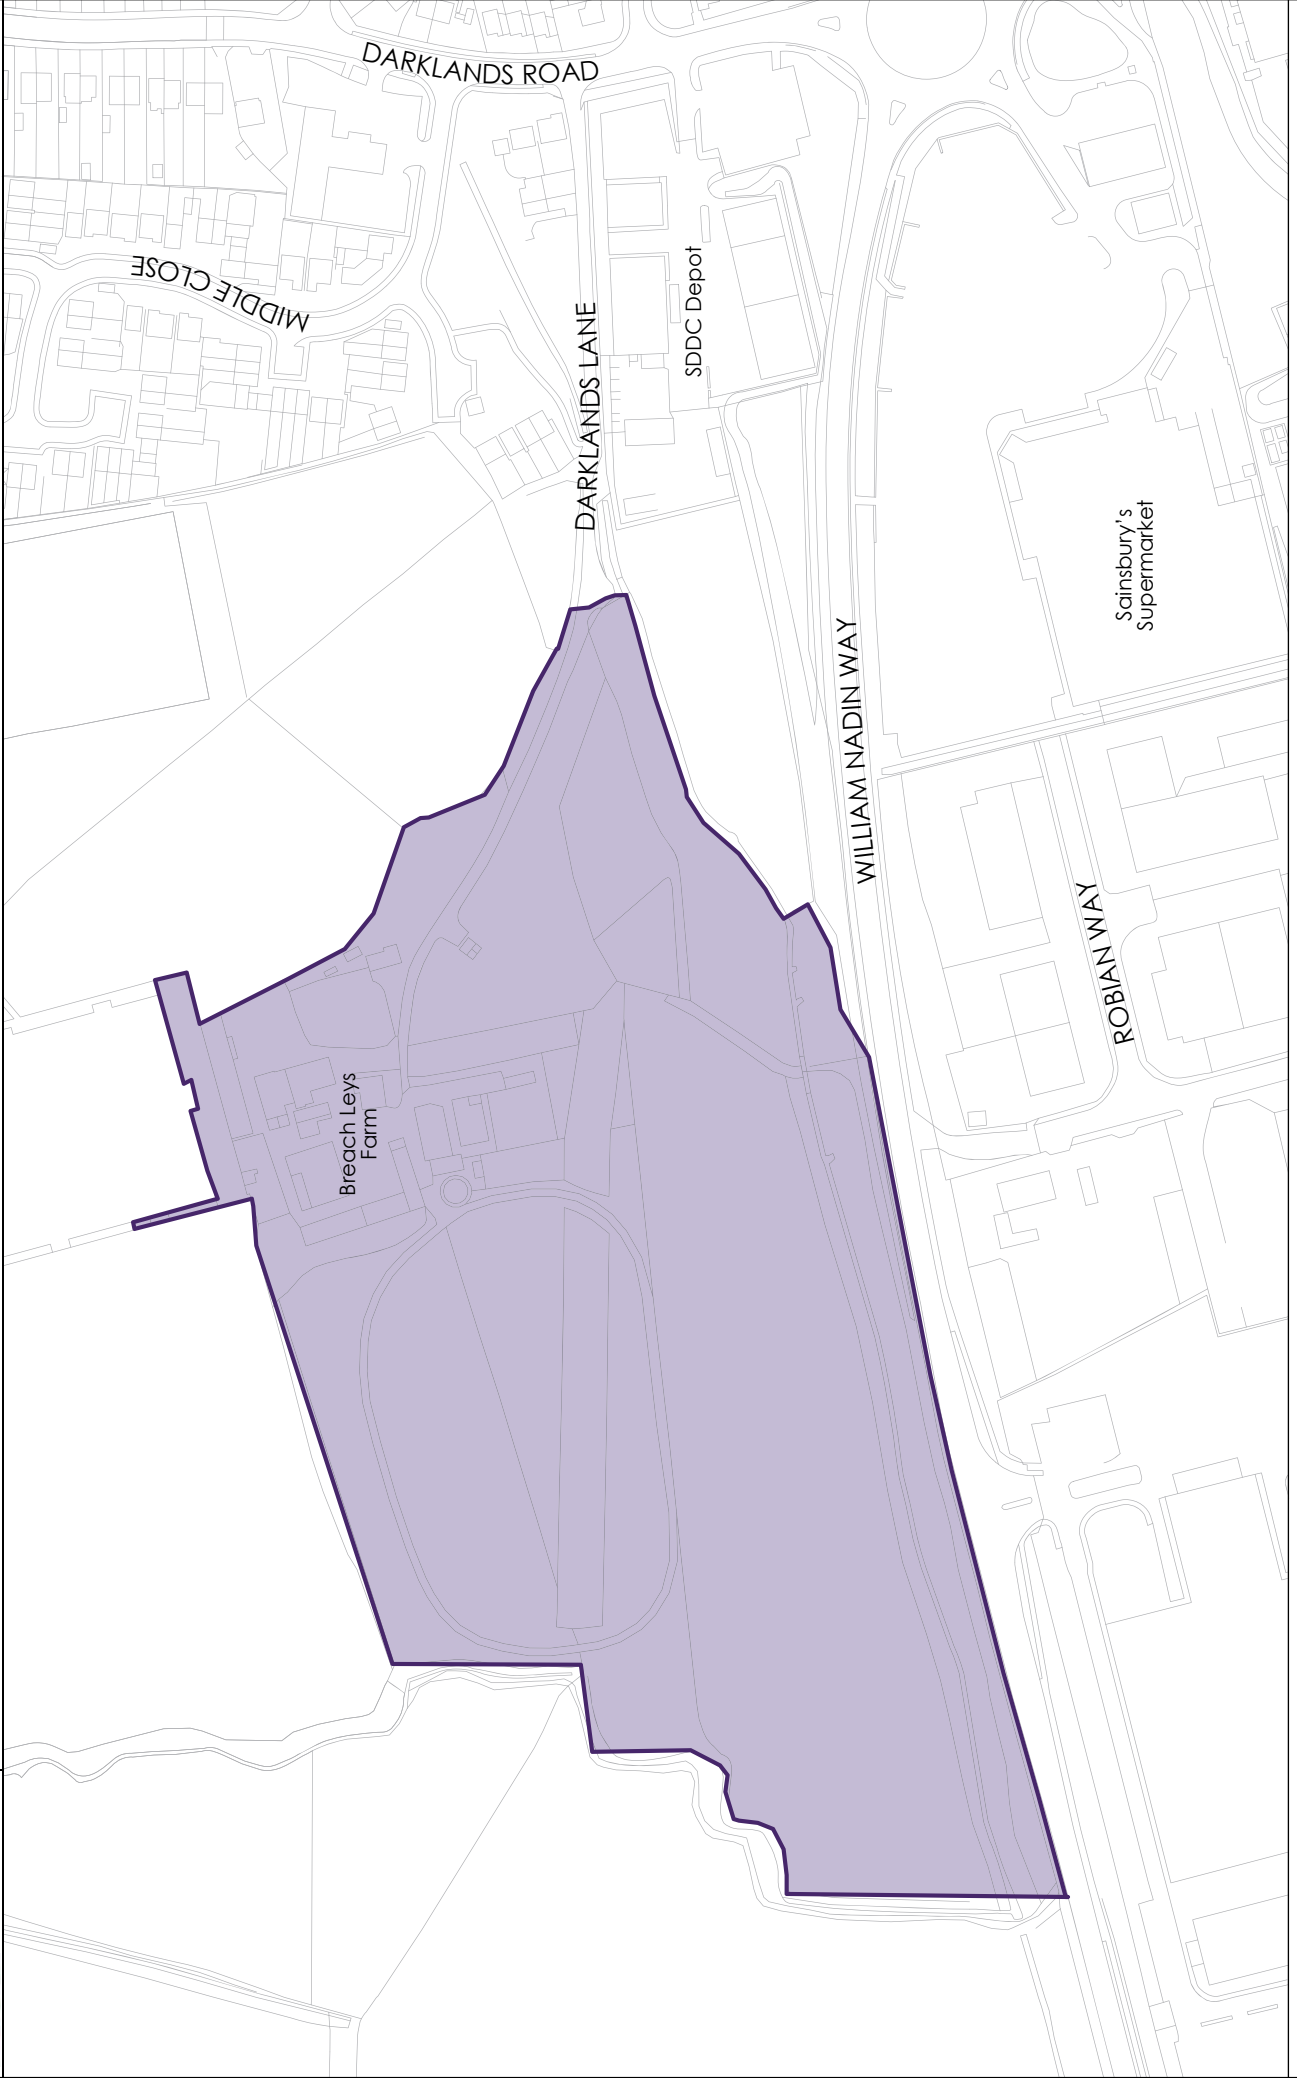 DARKLANDS ROAD
MIDDLE CLOSE
DARKLANDS LANE
SDDC Depot
Sainsbury's
Supermarket
WILLIAM NADIN WAY
ROBIAN WAY
Breach Leys
Farm